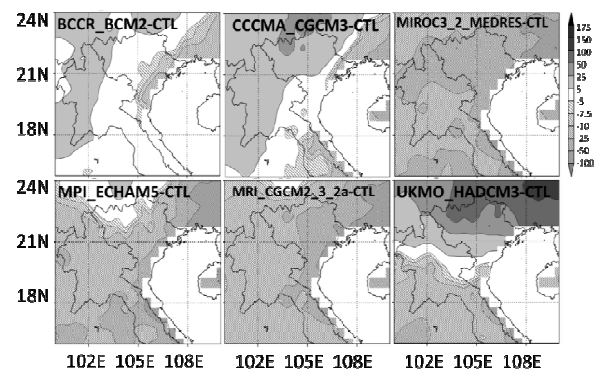 24N
BCCR_BCM2-CTL
CCCMA_CGCM3-CTL
MIROC3_2_MEDRES-CTL
21N
18N
175
150
100
50
25
5
-5
-7.5
-10
-25
-50
-100
24N
MPI_ECHAM5-CTL
MRI_CGCM2_3_2a-CTL
UKMO_HADCM3-CTL
21N
18N
102E 105E 108E
102E 105E 108E
102E 105E 108E